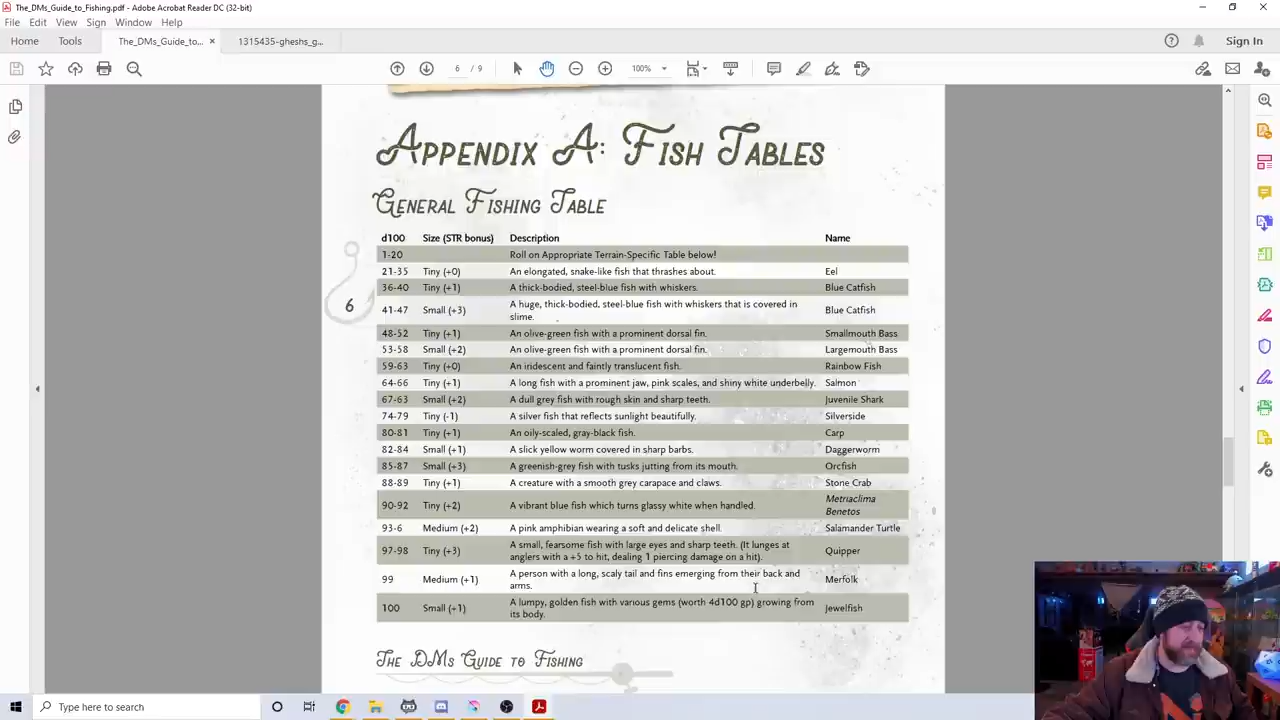 The_DMs_Guide_to_Fishing.pdf - Adobe Acrobat Reader DC (32-bit)
File Edit View Sign Window Help
Home Tools The_DMs_Guide_to_... × 1315435-gheshs_g... Sign In
6 / 9 100%
Appendix A: Fish Tables
General Fishing Table
d100 Size (STR bonus) Description Name
1-20 Roll on Appropriate Terrain-Specific Table below!
21-35 Tiny (+0) An elongated, snake-like fish that thrashes about. Eel
36-40 Tiny (+1) A thick-bodied, steel-blue fish with whiskers. Blue Catfish
41-47 Small (+3) A huge, thick-bodied, steel-blue fish with whiskers that is covered in
slime. Blue Catfish
48-52 Tiny (+1) An olive-green fish with a prominent dorsal fin. Smallmouth Bass
53-58 Small (+2) An olive-green fish with a prominent dorsal fin. Largemouth Bass
59-63 Tiny (+0) An iridescent and faintly translucent fish. Rainbow Fish
64-66 Tiny (+1) A long fish with a prominent jaw, pink scales, and shiny white underbelly. Salmon
67-63 Small (+2) A dull grey fish with rough skin and sharp teeth. Juvenile Shark
74-79 Tiny (-1) A silver fish that reflects sunlight beautifully. Silverside
80-81 Tiny (+1) An oily-scaled, gray-black fish. Carp
82-84 Small (+1) A slick yellow worm covered in sharp barbs. Daggerworm
85-87 Small (+3) A greenish-grey fish with tusks jutting from its mouth. Orcfish
88-89 Tiny (+1) A creature with a smooth grey carapace and claws. Stone Crab
90-92 Tiny (+2) A vibrant blue fish which turns glassy white when handled. Metriaclima
Benetos
93-6 Medium (+2) A pink amphibian wearing a soft and delicate shell. Salamander Turtle
97-98 Tiny (+3) A small, fearsome fish with large eyes and sharp teeth. (It lunges at
anglers with a +5 to hit, dealing 1 piercing damage on a hit). Quipper
99 Medium (+1) A person with a long, scaly tail and fins emerging from their back and
arms. Merfolk
100 Small (+1) A lumpy, golden fish with various gems (worth 4d100 gp) growing from
its body. Jewelfish
6
The DMs Guide to Fishing
Type here to search